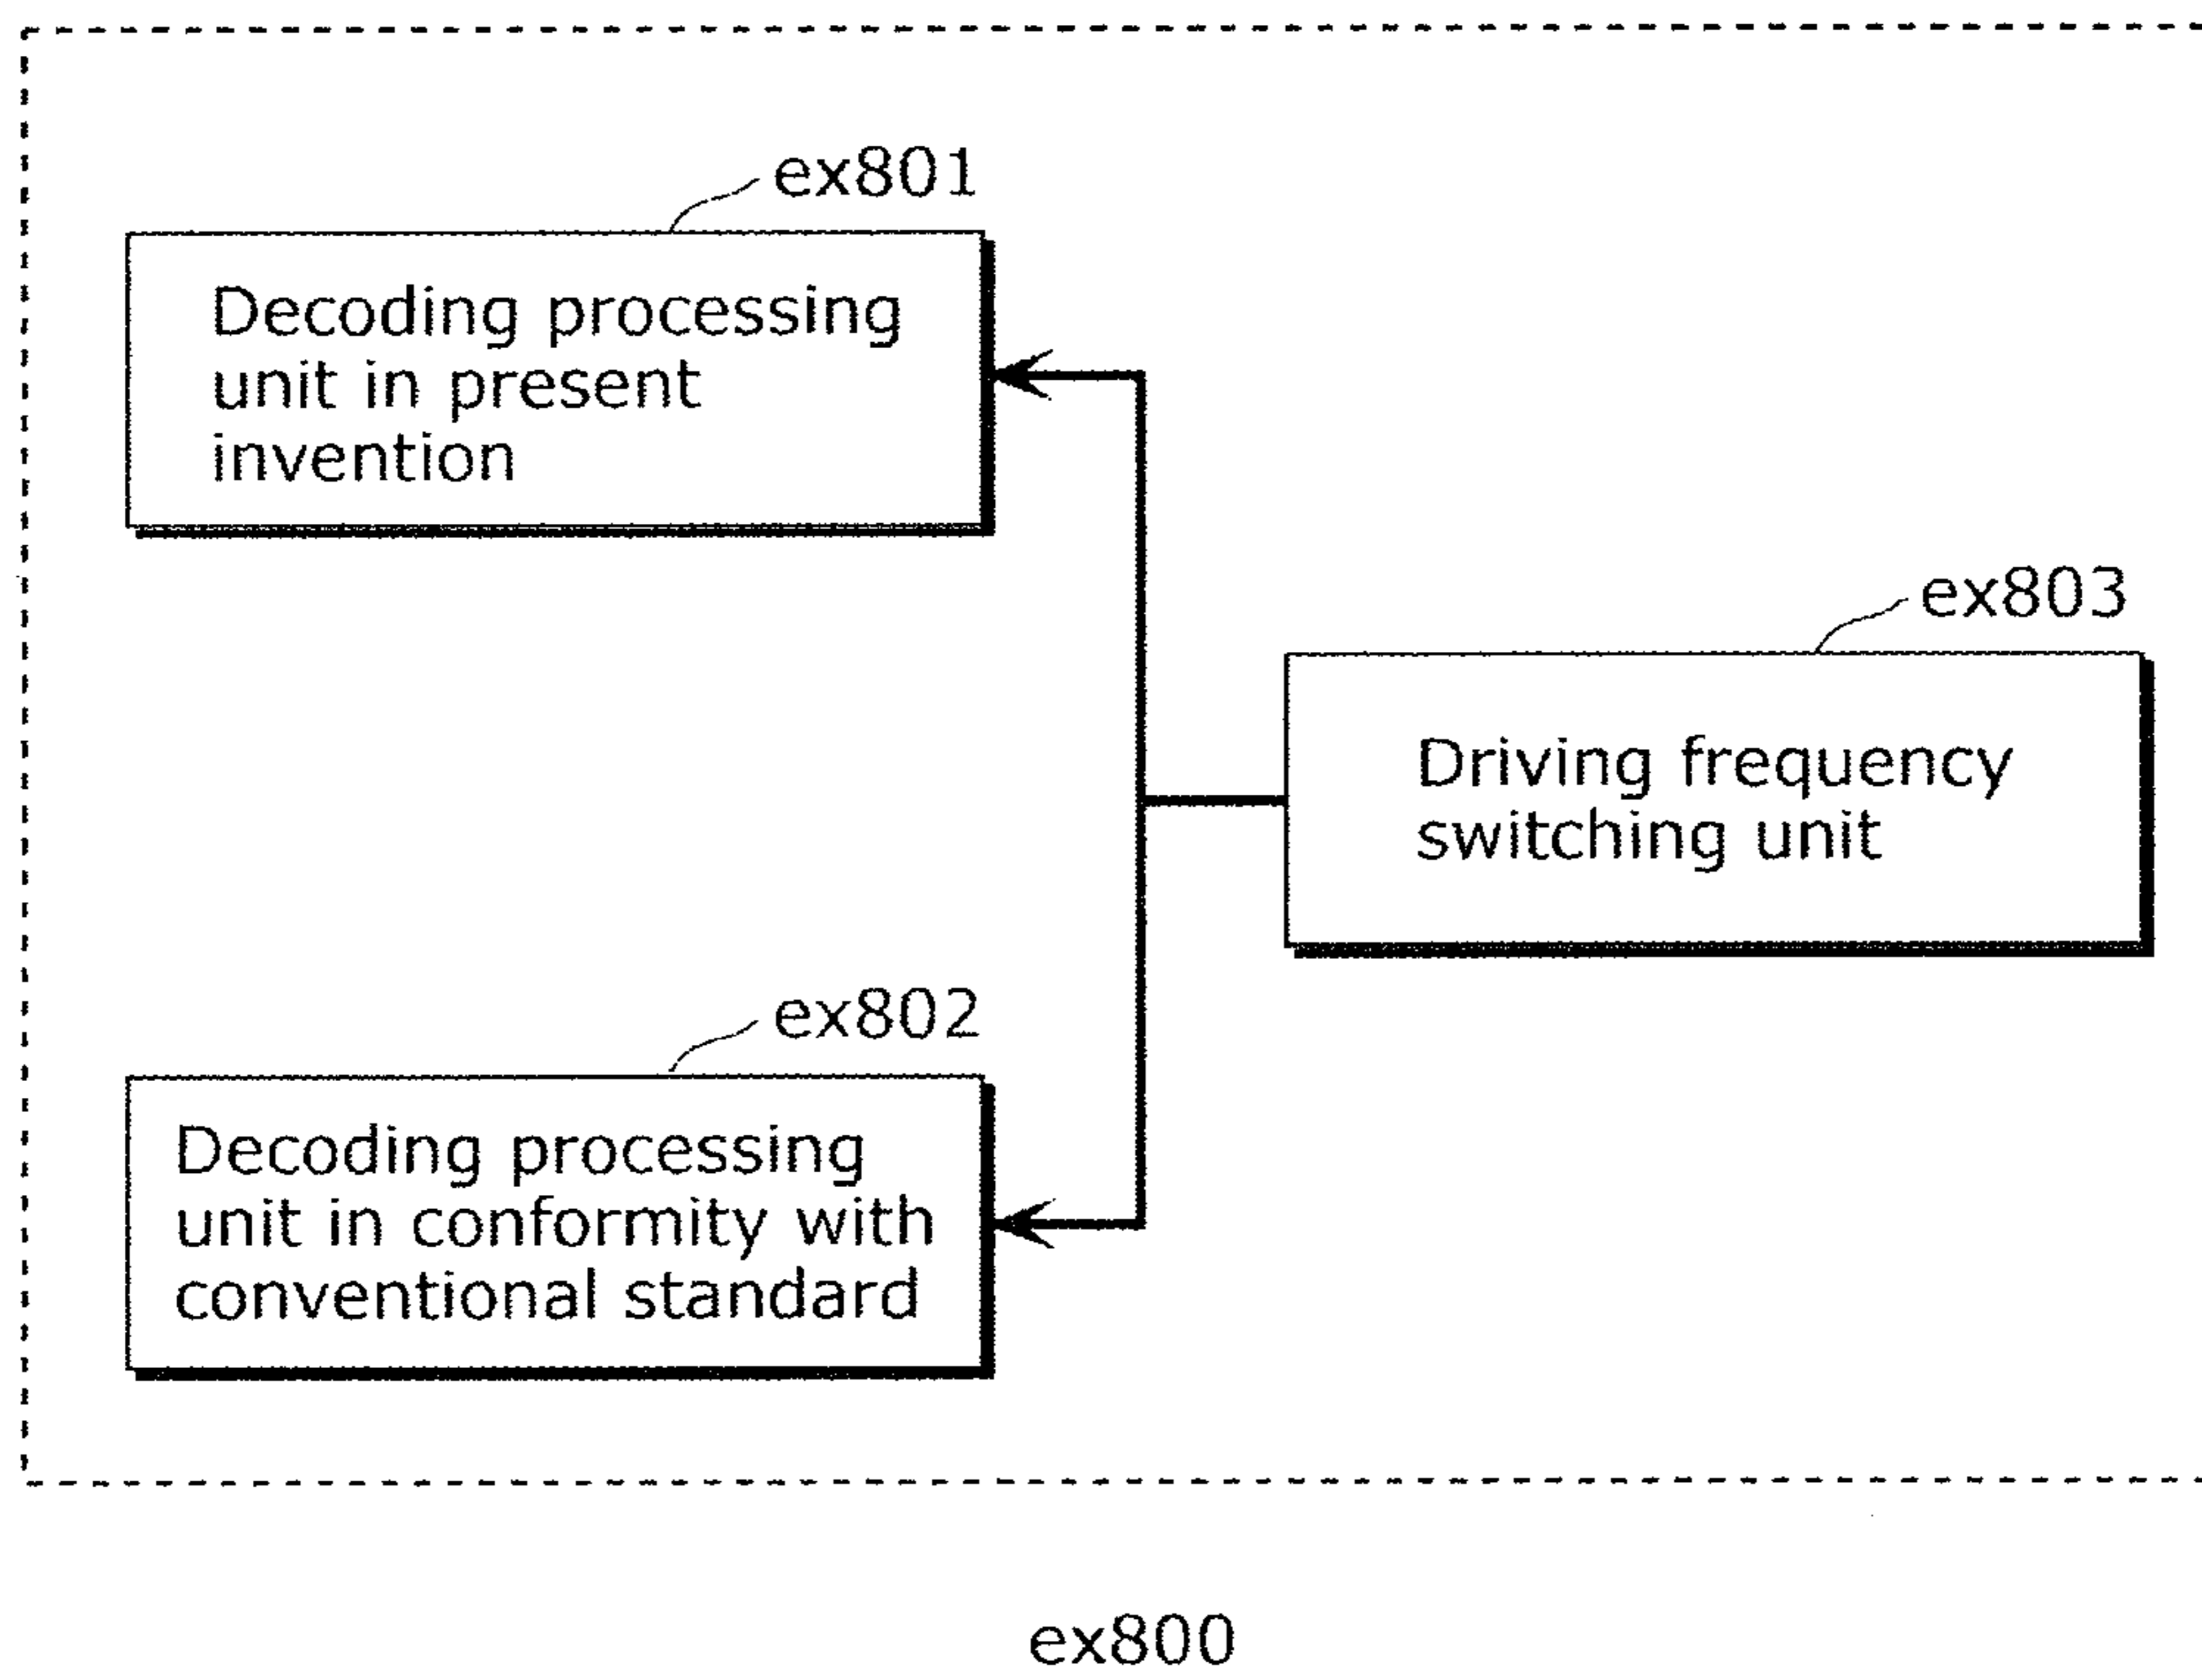 ex801
Decoding processing
unit in present
invention
ex803
Driving frequency
switching unit
ex802
Decoding processing
unit in conformity with
conventional standard
ex800